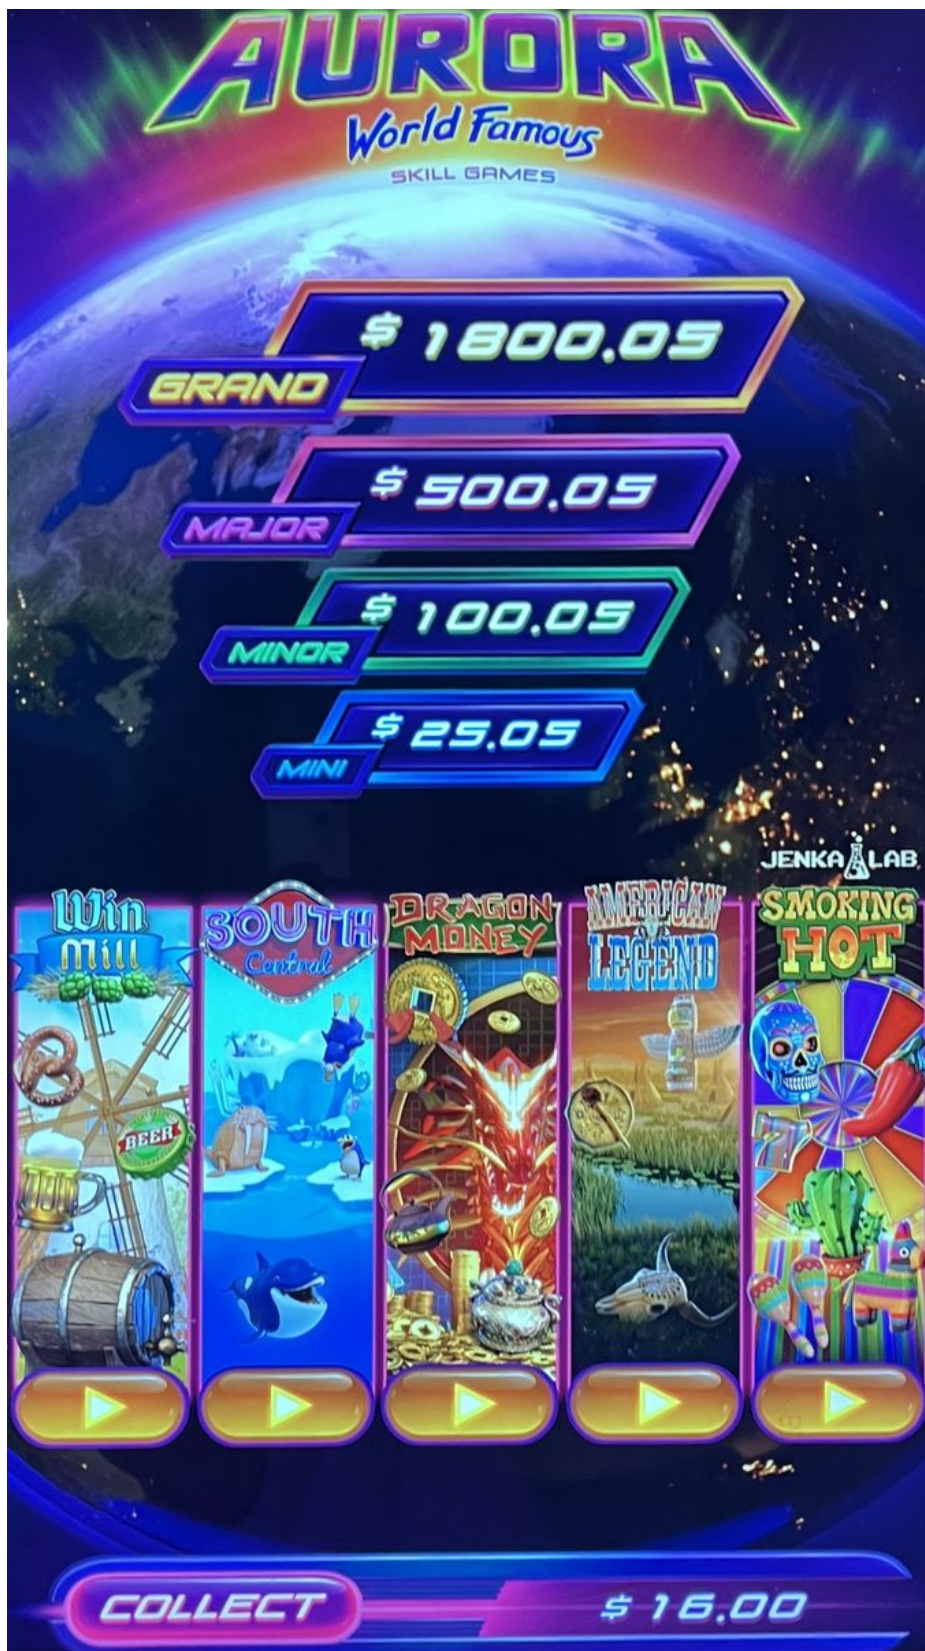 AURORA
World Famous
SKILL GAMES
$ 1800.05
GRAND
$ 500.05
MAJOR
$ 100.05
MINOR
$ 25.05
MINI
JENKA LAB
Win
Mill
SOUTH
Central
DRAGON
MONEY
AMERICAN
LEGEND
SMOKING
HOT
BEER
COLLECT
$ 16.00